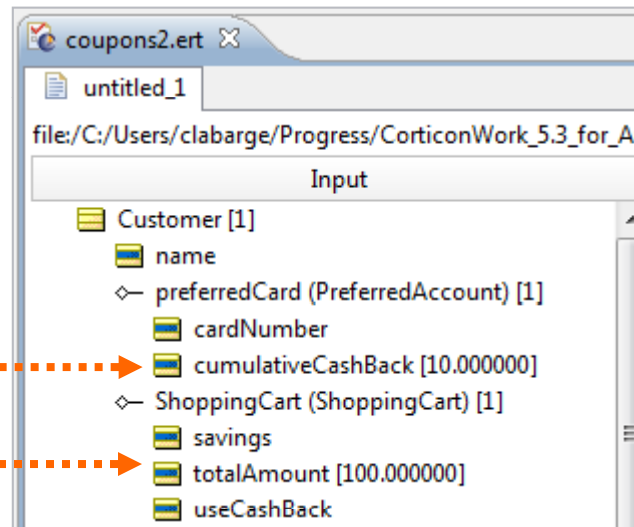 coupons2.ert
untitled_1
file:/C:/Users/clabarge/Progress/CorticonWork_5.3_for_A
Input
Customer [1]
name
preferredCard (PreferredAccount) [1]
cardNumber
cumulativeCashBack [10.000000]
ShoppingCart (ShoppingCart) [1]
savings
totalAmount [100.000000]
useCashBack